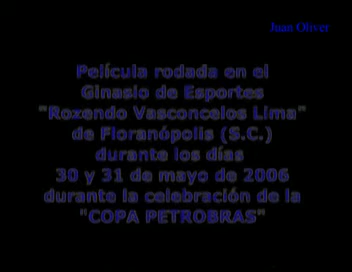 Juan Oliver
Película rodada en el
Ginasio de Esportes
"Roxendo Vasconcelos Lima"
de Floranópolis (S.C.)
durante los días
30 y 31 de mayo de 2006
durante la celebración de la
"COPA PETROBRAS"